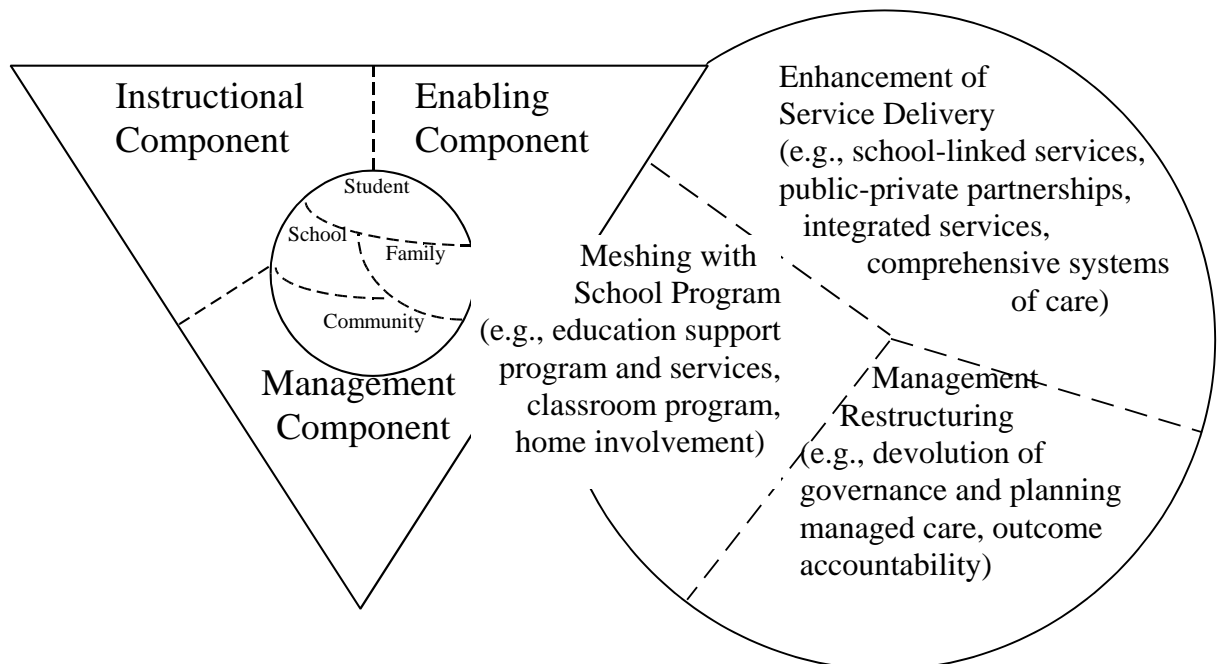 Instructional
Component
Enabling
Component
Student
School
Family
Community
Management
Component
Meshing with
School Program
(e.g., education support
program and services,
classroom program,
home involvement)
Enhancement of
Service Delivery
(e.g., school-linked services,
public-private partnerships,
integrated services,
comprehensive systems
of care)
Management
Restructuring
(e.g., devolution of
governance and planning
managed care, outcome
accountability)